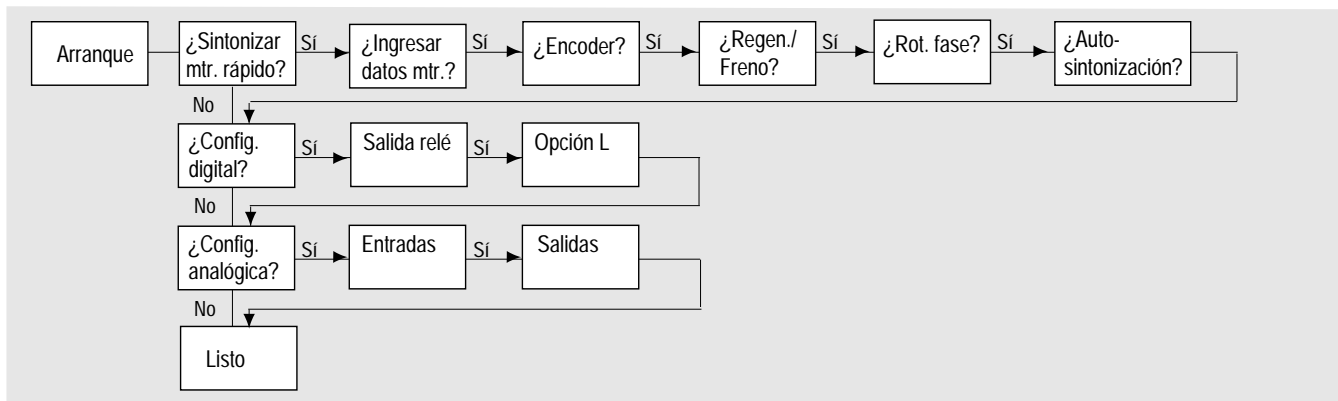 Arranque
¿Sintonizar
mtr. rápido?
Sí
¿Ingresar
datos mtr.?
Sí
¿Encoder?
Sí
¿Regen./
Freno?
Sí
¿Rot. fase?
Sí
¿Auto-
sintonización?
No
¿Config.
digital?
Sí
Salida relé
Sí
Opción L
No
¿Config.
analógica?
Sí
Entradas
Sí
Salidas
No
Listo